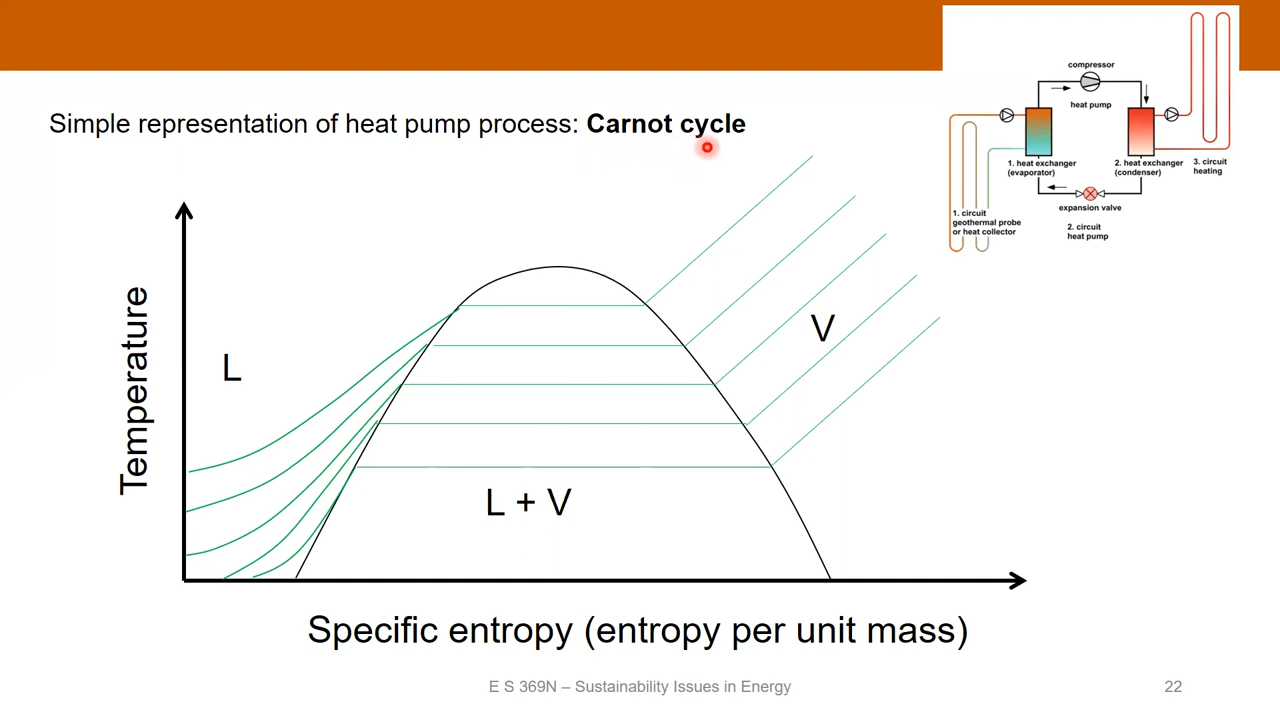 Simple representation of heat pump process: Carnot cycle
compressor
heat pump
1. heat exchanger
(evaporator)
2. heat exchanger
(condenser)
3. circuit
heating
expansion valve
1. circuit
geothermal probe
or heat collector
2. circuit
heat pump
Temperature
L
V
L + V
Specific entropy (entropy per unit mass)
E S 369N – Sustainability Issues in Energy
22